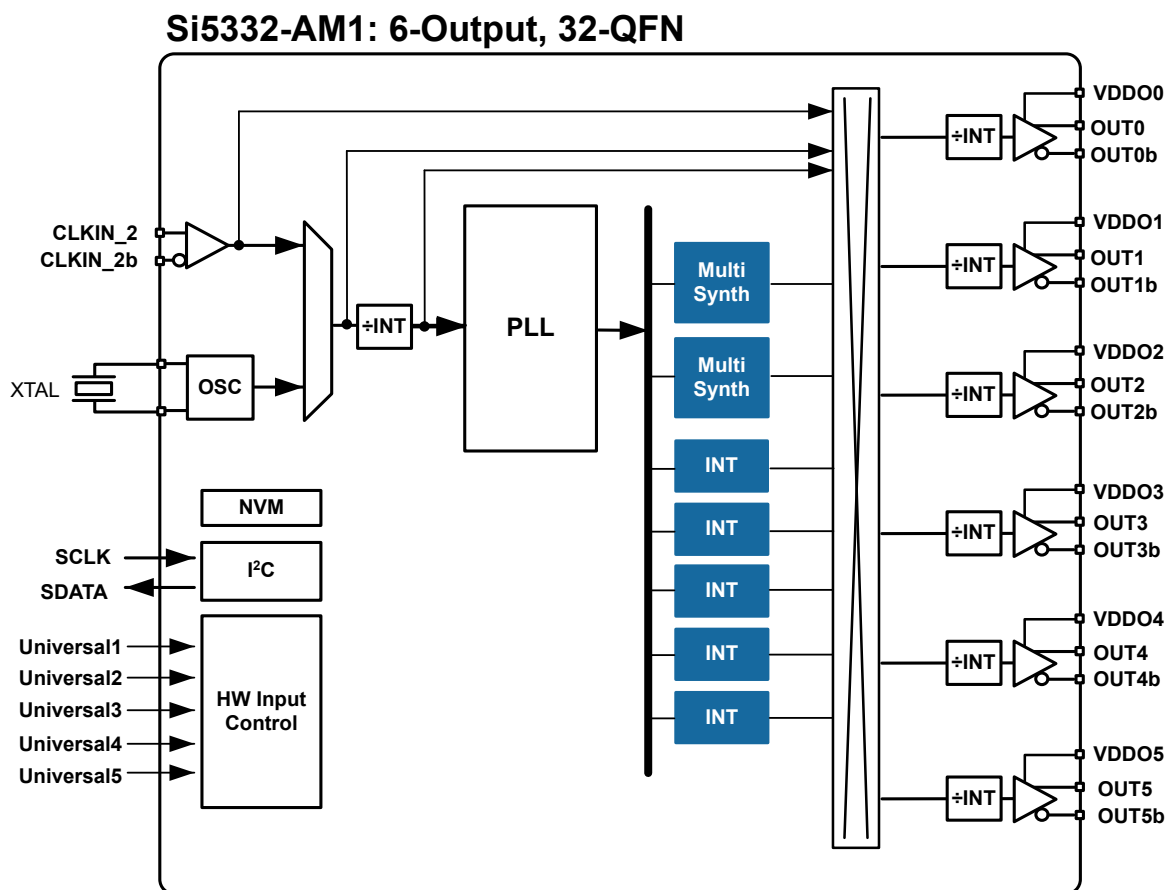 Si5332-AM1: 6-Output, 32-QFN
CLKIN_2
CLKIN_2b
XTAL
OSC
÷INT
PLL
Multi
Synth
Multi
Synth
INT
INT
INT
INT
INT
NVM
SCLK
SDATA
I²C
Universal1
Universal2
Universal3
Universal4
Universal5
HW Input
Control
÷INT
VDDO0
OUT0
OUT0b
÷INT
VDDO1
OUT1
OUT1b
÷INT
VDDO2
OUT2
OUT2b
÷INT
VDDO3
OUT3
OUT3b
÷INT
VDDO4
OUT4
OUT4b
÷INT
VDDO5
OUT5
OUT5b